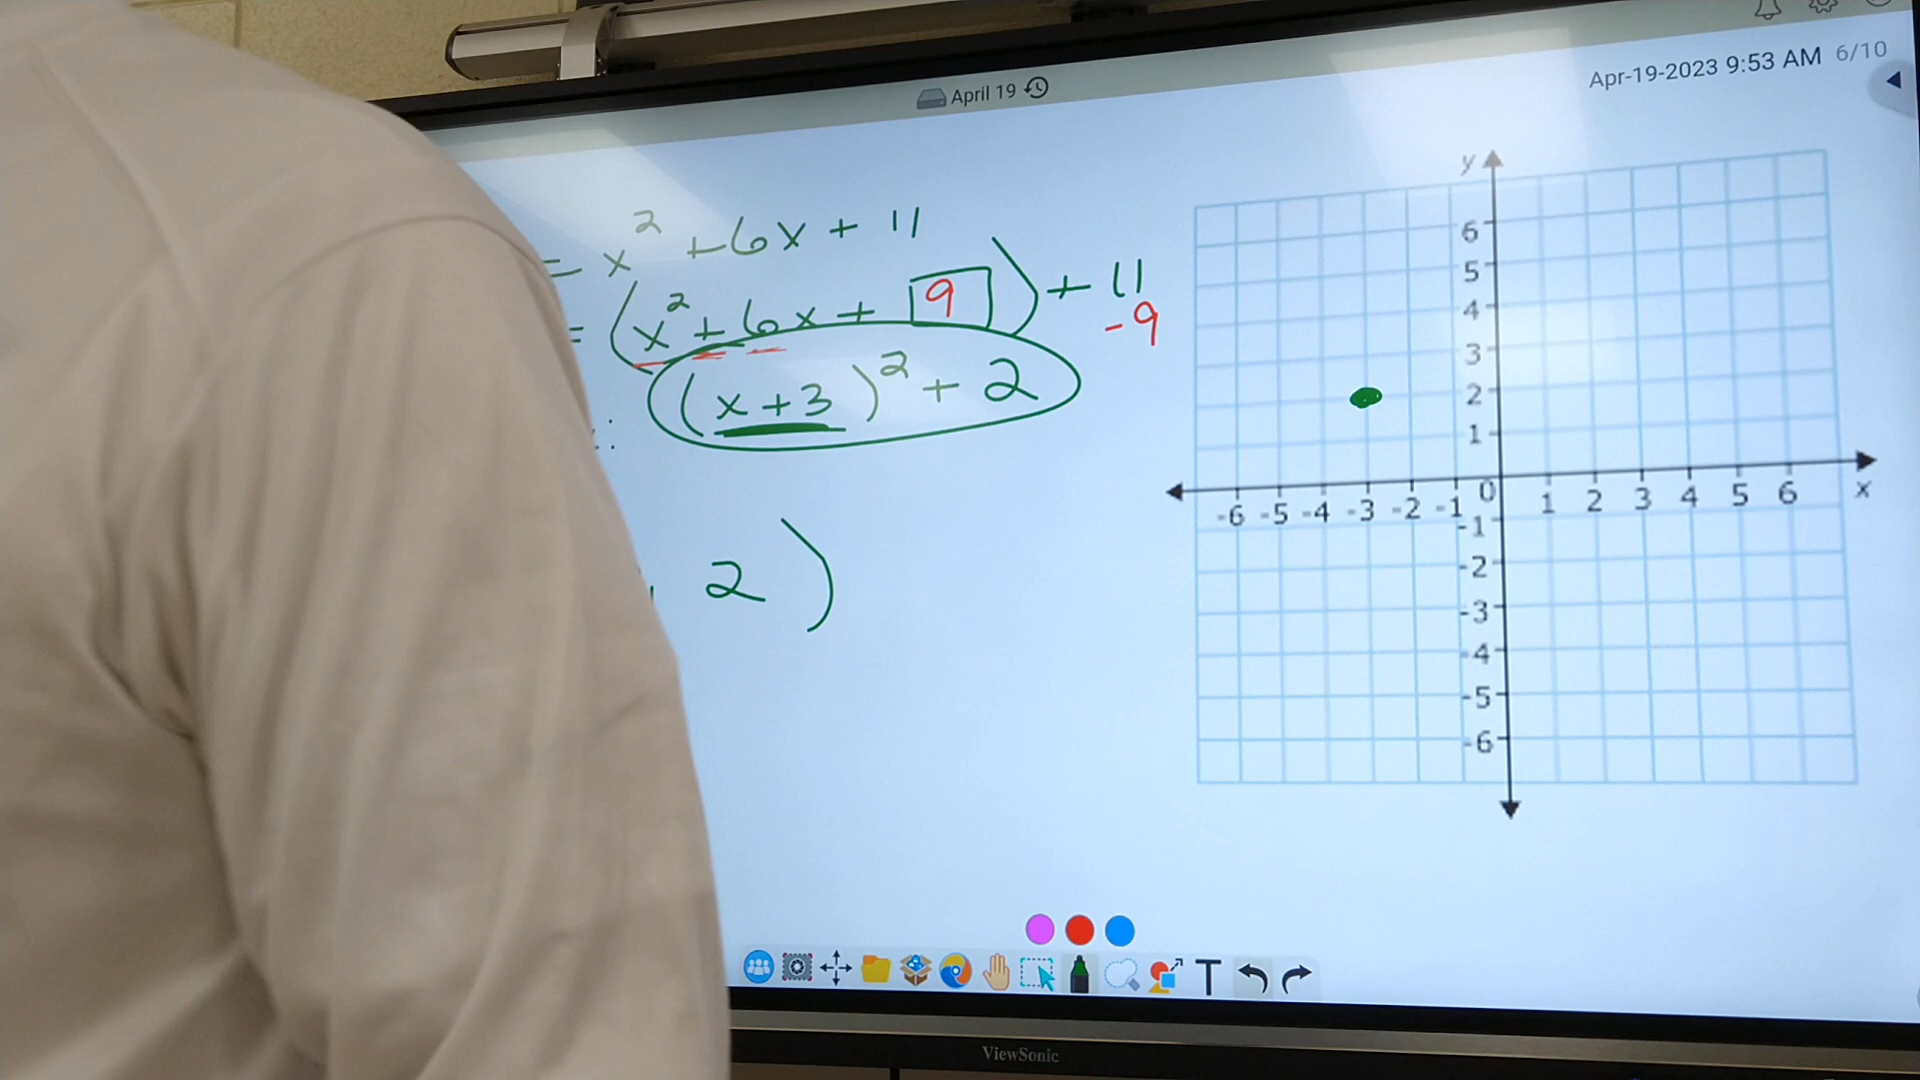 April 19
Apr-19-2023 9:53 AM 6/10
= x² + 6x + 11
= (x² + 6x + 9) + 11
-9
: (x+3)² + 2
, 2)
y
6
5
4
3
2
1
-6 -5 -4 -3 -2 -1 0 1 2 3 4 5 6 x
-1
-2
-3
-4
-5
-6
T
ViewSonic